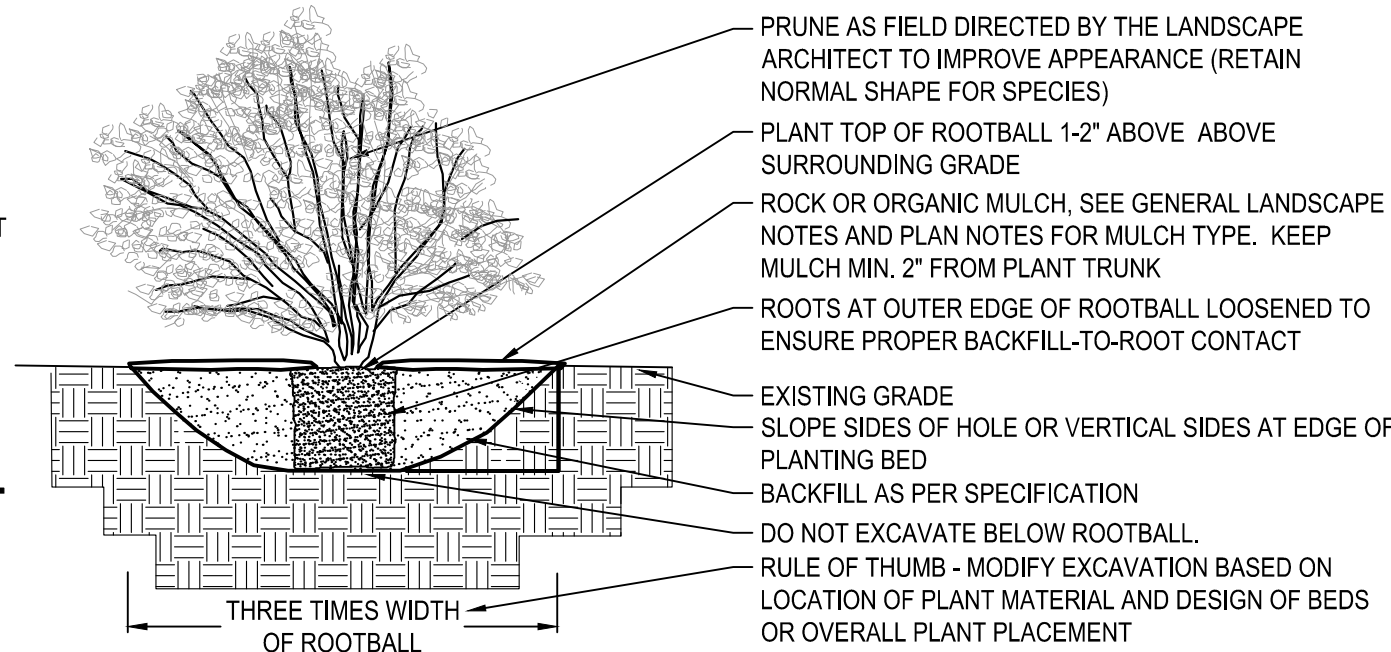 PRUNE AS FIELD DIRECTED BY THE LANDSCAPE
ARCHITECT TO IMPROVE APPEARANCE (RETAIN
NORMAL SHAPE FOR SPECIES)
PLANT TOP OF ROOTBALL 1-2" ABOVE ABOVE
SURROUNDING GRADE
ROCK OR ORGANIC MULCH, SEE GENERAL LANDSCAPE
NOTES AND PLAN NOTES FOR MULCH TYPE. KEEP
MULCH MIN. 2" FROM PLANT TRUNK
ROOTS AT OUTER EDGE OF ROOTBALL LOOSENED TO
ENSURE PROPER BACKFILL-TO-ROOT CONTACT
EXISTING GRADE
SLOPE SIDES OF HOLE OR VERTICAL SIDES AT EDGE OF
PLANTING BED
BACKFILL AS PER SPECIFICATION
DO NOT EXCAVATE BELOW ROOTBALL.
RULE OF THUMB - MODIFY EXCAVATION BASED ON
LOCATION OF PLANT MATERIAL AND DESIGN OF BEDS
OR OVERALL PLANT PLACEMENT
THREE TIMES WIDTH
OF ROOTBALL
T